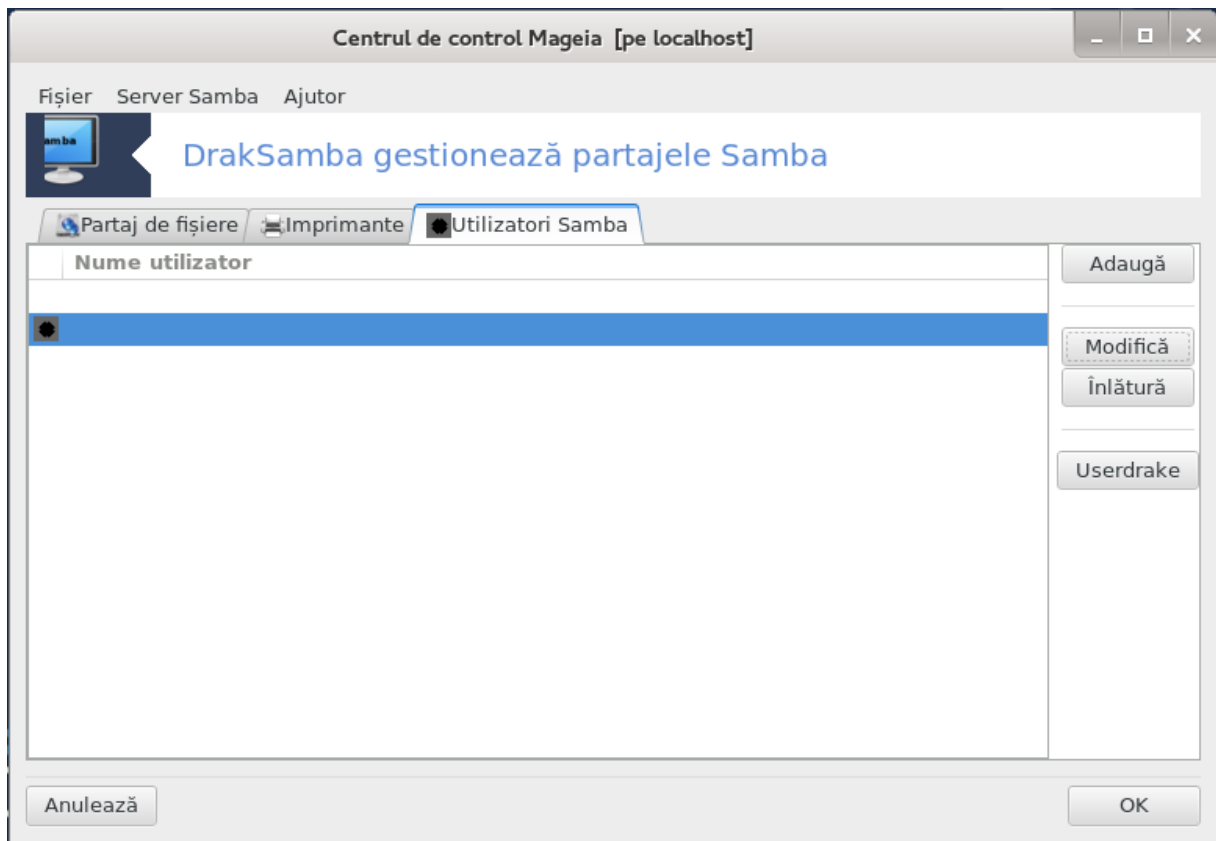 Centrul de control Mageia [pe localhost]
Fișier Server Samba Ajutor
amba
DrakSamba gestionează partajele Samba
Partaj de fișiere Imprimante Utilizatori Samba
Nume utilizator
Adaugă
Modifică
Înlătură
Userdrake
Anulează OK